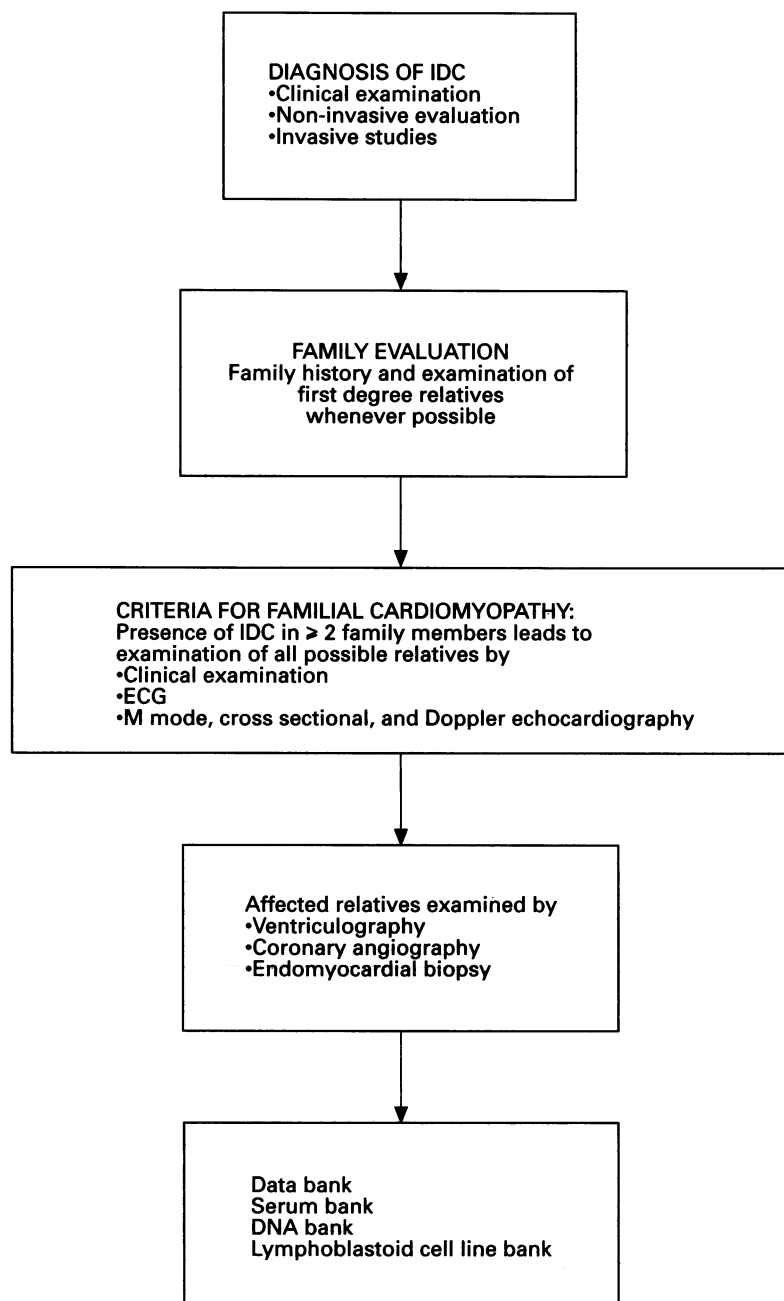 DIAGNOSIS OF IDC
•Clinical examination
•Non-invasive evaluation
•Invasive studies
FAMILY EVALUATION
Family history and examination of
first degree relatives
whenever possible
CRITERIA FOR FAMILIAL CARDIOMYOPATHY:
Presence of IDC in ⩾ 2 family members leads to
examination of all possible relatives by
•Clinical examination
•ECG
•M mode, cross sectional, and Doppler echocardiography
Affected relatives examined by
•Ventriculography
•Coronary angiography
•Endomyocardial biopsy
Data bank
Serum bank
DNA bank
Lymphoblastoid cell line bank